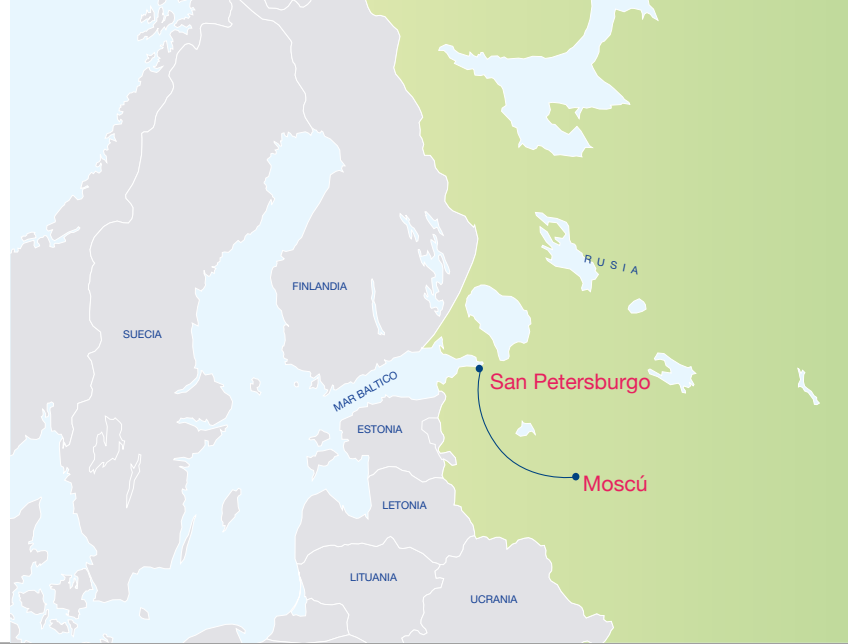 RUSIA
FINLANDIA
SUECIA
MAR BALTICO
San Petersburgo
ESTONIA
Moscú
LETONIA
LITUANIA
UCRANIA